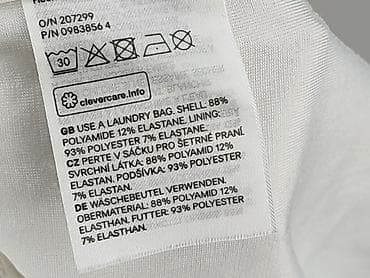 O/N 207299
P/N 0983856 4
30
clevercare.info
GB USE A LAUNDRY BAG. SHELL: 88%
POLYAMIDE 12% ELASTANE. LINING:
93% POLYESTER 7% ELASTANE.
CZ PERTE V SÁČKU PRO ŠETRNÉ PRANÍ.
SVRCHNÍ LÁTKA: 88% POLYAMID 12%
ELASTAN. PODŠÍVKA: 93% POLYESTER
7% ELASTAN.
DE WÄSCHEBEUTEL VERWENDEN.
OBERMATERIAL: 88% POLYAMID 12%
ELASTHAN. FUTTER: 93% POLYESTER
7% ELASTHAN.